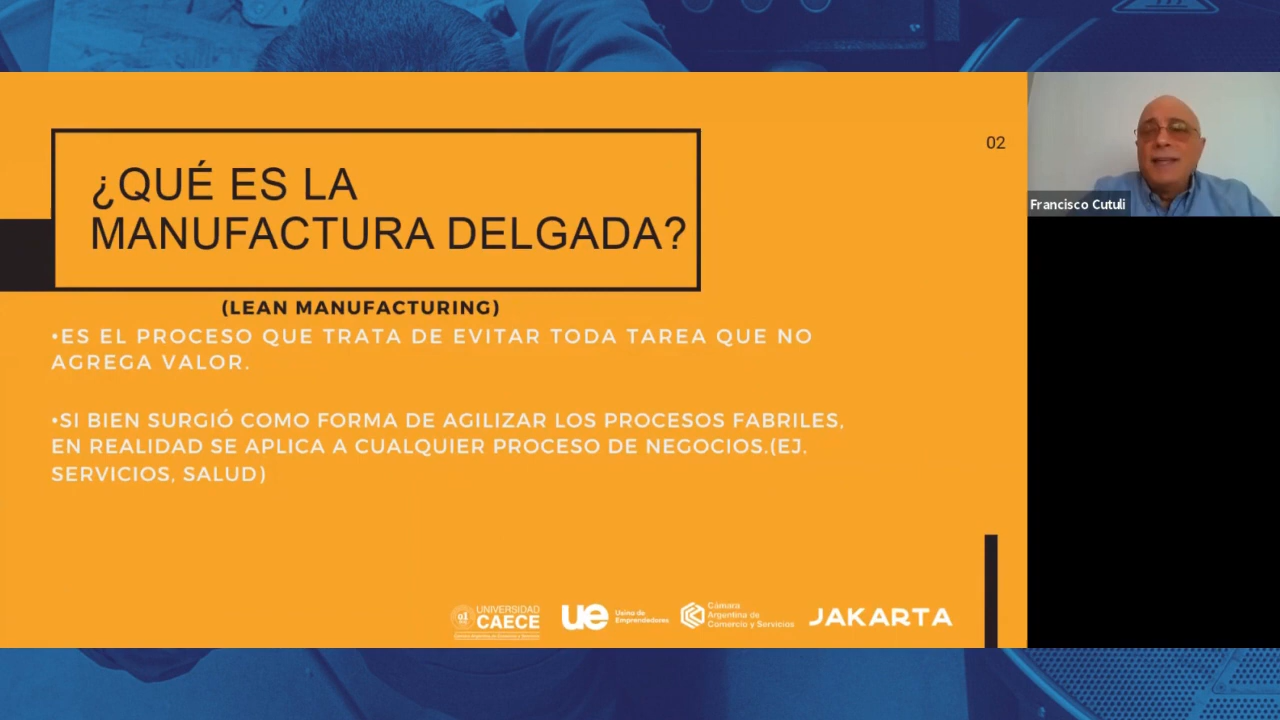 02
¿QUÉ ES LA
MANUFACTURA DELGADA?
(LEAN MANUFACTURING)
•ES EL PROCESO QUE TRATA DE EVITAR TODA TAREA QUE NO
AGREGA VALOR.
•SI BIEN SURGIÓ COMO FORMA DE AGILIZAR LOS PROCESOS FABRILES,
EN REALIDAD SE APLICA A CUALQUIER PROCESO DE NEGOCIOS.(EJ.
SERVICIOS, SALUD)
Francisco Cutuli
UNIVERSIDAD
CAECE
ue
Usina de
Emprendedores
Cámara
Argentina de
Comercio y Servicios
JAKARTA